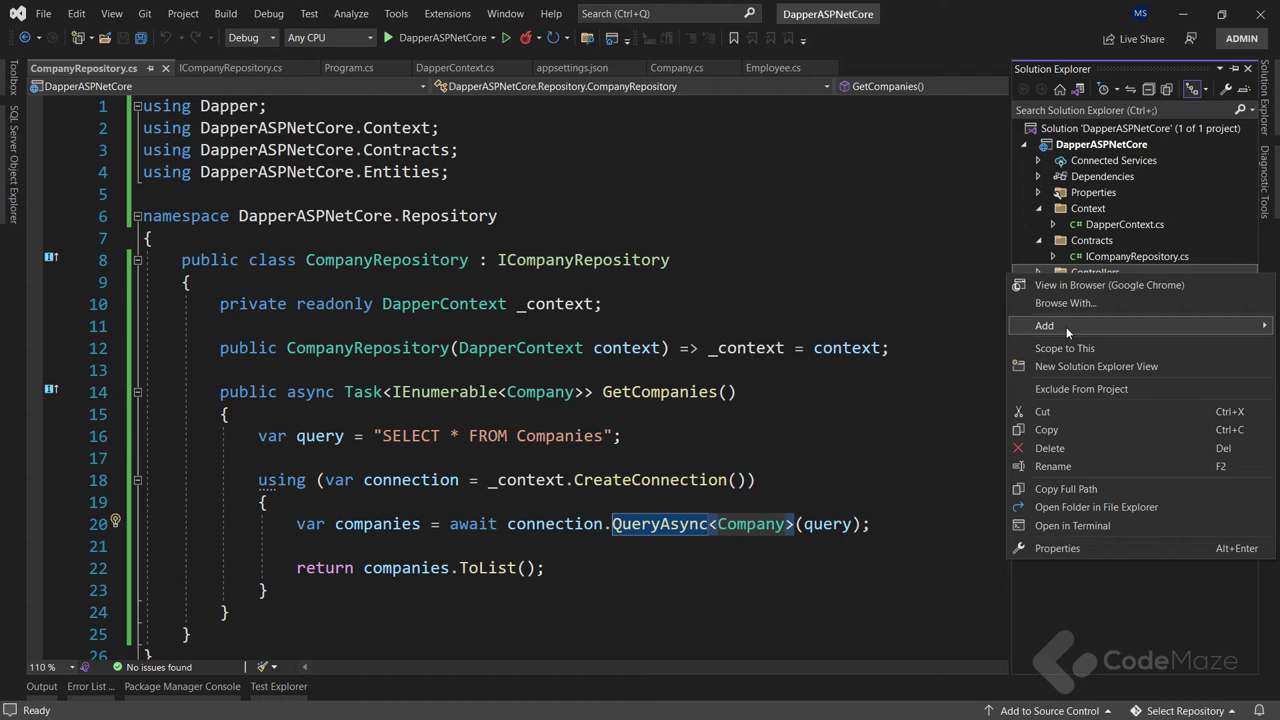 File Edit View Git Project Build Debug Test Analyze Tools Extensions Window Help Search (Ctrl+Q) DapperASPNetCore MS
Debug Any CPU DapperASPNetCore Live Share ADMIN
CompanyRepository.cs ICompanyRepository.cs Program.cs DapperContext.cs appsettings.json Company.cs Employee.cs
DapperASPNetCore DapperASPNetCore.Repository.CompanyRepository GetCompanies()
Toolbox
SQL Server Object Explorer
1 using Dapper;
2 using DapperASPNetCore.Context;
3 using DapperASPNetCore.Contracts;
4 using DapperASPNetCore.Entities;
5
6 namespace DapperASPNetCore.Repository
7 {
8 public class CompanyRepository : ICompanyRepository
9 {
10 private readonly DapperContext _context;
11
12 public CompanyRepository(DapperContext context) => _context = context;
13
14 public async Task<IEnumerable<Company>> GetCompanies()
15 {
16 var query = "SELECT * FROM Companies";
17
18 using (var connection = _context.CreateConnection())
19 {
20 var companies = await connection.QueryAsync<Company>(query);
21
22 return companies.ToList();
23 }
24 }
25 }
26 }
Solution Explorer
Search Solution Explorer (Ctrl+;)
Solution 'DapperASPNetCore' (1 of 1 project)
DapperASPNetCore
Connected Services
Dependencies
Properties
Context
DapperContext.cs
Contracts
ICompanyRepository.cs
Controllers
View in Browser (Google Chrome)
Browse With...
Add
Scope to This
New Solution Explorer View
Exclude From Project
Cut Ctrl+X
Copy Ctrl+C
Delete Del
Rename F2
Copy Full Path
Open Folder in File Explorer
Open in Terminal
Properties Alt+Enter
Solution Explorer
Diagnostic Tools
CodeMaze
110 % No issues found
Output Error List ... Package Manager Console Test Explorer
Ready Add to Source Control Select Repository